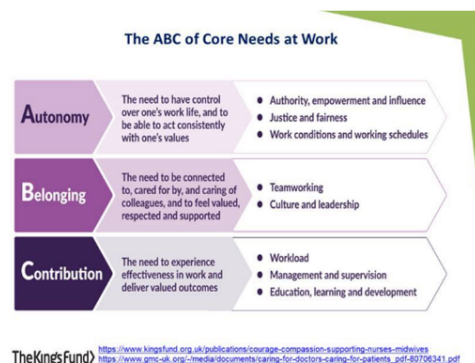 The ABC of Core Needs at Work
Autonomy
The need to have control
over one's work life, and to
be able to act consistently
with one's values
• Authority, empowerment and influence
• Justice and fairness
• Work conditions and working schedules
Belonging
The need to be connected
to, cared for by, and caring of
colleagues, and to feel valued,
respected and supported
• Teamworking
• Culture and leadership
Contribution
The need to experience
effectiveness in work and
deliver valued outcomes
• Workload
• Management and supervision
• Education, learning and development
TheKingsFund>
https://www.kingsfund.org.uk/publications/courage-compassion-supporting-nurses-midwives
https://www.gmc-uk.org/-/media/documents/caring-for-doctors-caring-for-patients_pdf-80706341.pdf